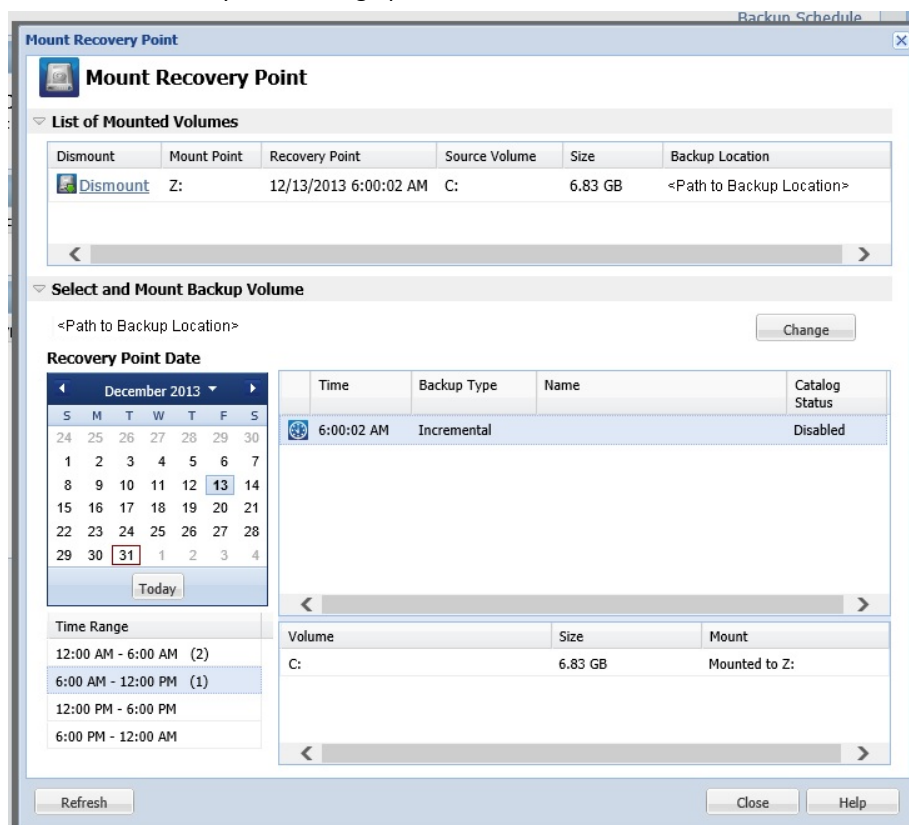 Backup Schedule
Mount Recovery Point
Mount Recovery Point
List of Mounted Volumes
Dismount Mount Point Recovery Point Source Volume Size Backup Location
Dismount Z: 12/13/2013 6:00:02 AM C: 6.83 GB <Path to Backup Location>
Select and Mount Backup Volume
<Path to Backup Location> Change
Recovery Point Date
December 2013
S M T W T F S
24 25 26 27 28 29 30
1 2 3 4 5 6 7
8 9 10 11 12 13 14
15 16 17 18 19 20 21
22 23 24 25 26 27 28
29 30 31 1 2 3 4
Today
Time Backup Type Name Catalog Status
6:00:02 AM Incremental Disabled
Time Range
12:00 AM - 6:00 AM (2)
6:00 AM - 12:00 PM (1)
12:00 PM - 6:00 PM
6:00 PM - 12:00 AM
Volume Size Mount
C: 6.83 GB Mounted to Z:
Refresh Close Help